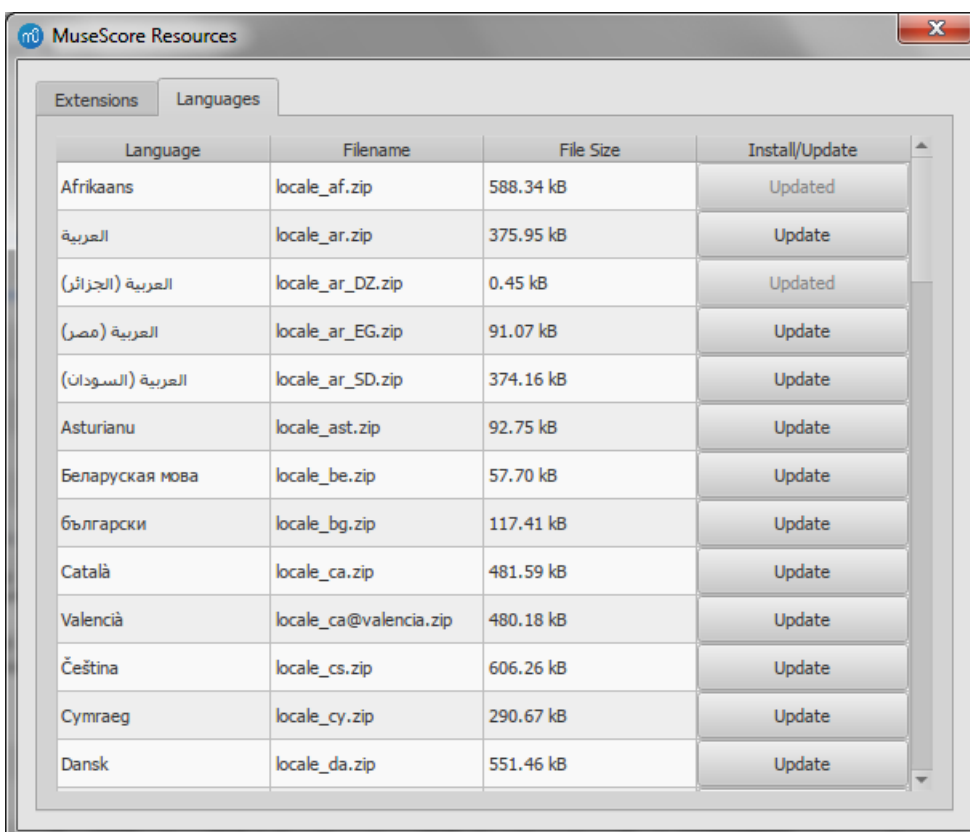 MuseScore Resources
Extensions Languages
Language Filename File Size Install/Update
Afrikaans locale_af.zip 588.34 kB Updated
العربية locale_ar.zip 375.95 kB Update
العربية (الجزائر) locale_ar_DZ.zip 0.45 kB Updated
العربية (مصر) locale_ar_EG.zip 91.07 kB Update
العربية (السودان) locale_ar_SD.zip 374.16 kB Update
Asturianu locale_ast.zip 92.75 kB Update
Беларуская мова locale_be.zip 57.70 kB Update
български locale_bg.zip 117.41 kB Update
Català locale_ca.zip 481.59 kB Update
Valencià locale_ca@valencia.zip 480.18 kB Update
Čeština locale_cs.zip 606.26 kB Update
Cymraeg locale_cy.zip 290.67 kB Update
Dansk locale_da.zip 551.46 kB Update